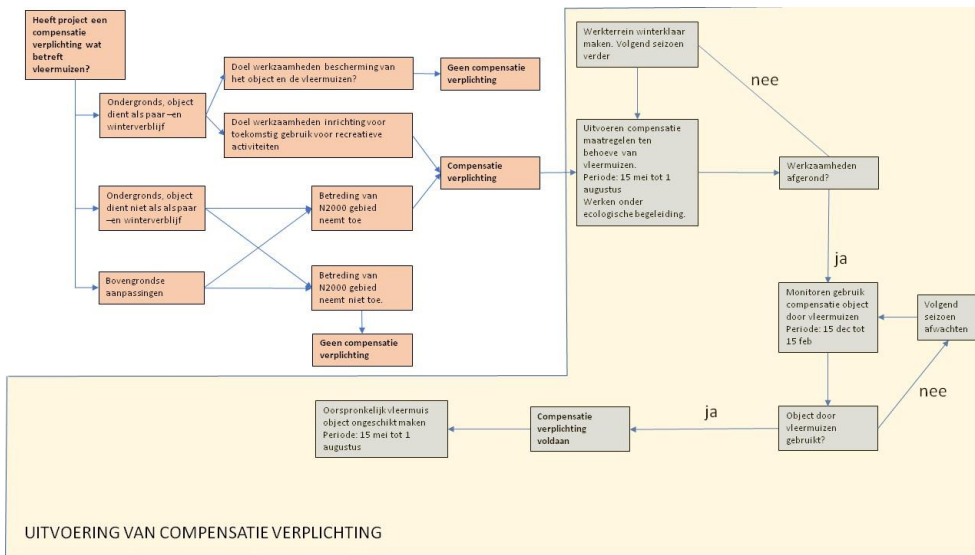 Heeft project een
compensatie
verplichting wat
betreft
vleermuizen?
Ondergronds, object
dient als paar –en
winterverblijf
Doel werkzaamheden bescherming van
het object en de vleermuizen?
Geen compensatie
verplichting
Doel werkzaamheden inrichting voor
toekomstig gebruik voor recreatieve
activiteiten
Compensatie
verplichting
Ondergronds, object
dient niet als als paar
–en winterverblijf
Betreding van
N2000 gebied
neemt toe
Bovengrondse
aanpassingen
Betreding van
N2000 gebied
neemt niet toe.
Geen compensatie
verplichting
Werkterrein winterklaar
maken. Volgend seizoen
verder
nee
Uitvoeren compensatie
maatregelen ten
behoeve van
vleermuizen.
Periode: 15 mei tot 1
augustus
Werken onder
ecologische begeleiding.
Werkzaamheden
afgerond?
ja
Monitoren gebruik
compensatie object
door vleermuizen
Periode: 15 dec tot
15 feb
Volgend
seizoen
afwachten
nee
Object door
vleermuizen
gebruikt?
ja
Compensatie
verplichting
voldaan
Oorspronkelijk vleermuis
object ongeschikt maken
Periode: 15 mei tot 1
augustus
UITVOERING VAN COMPENSATIE VERPLICHTING